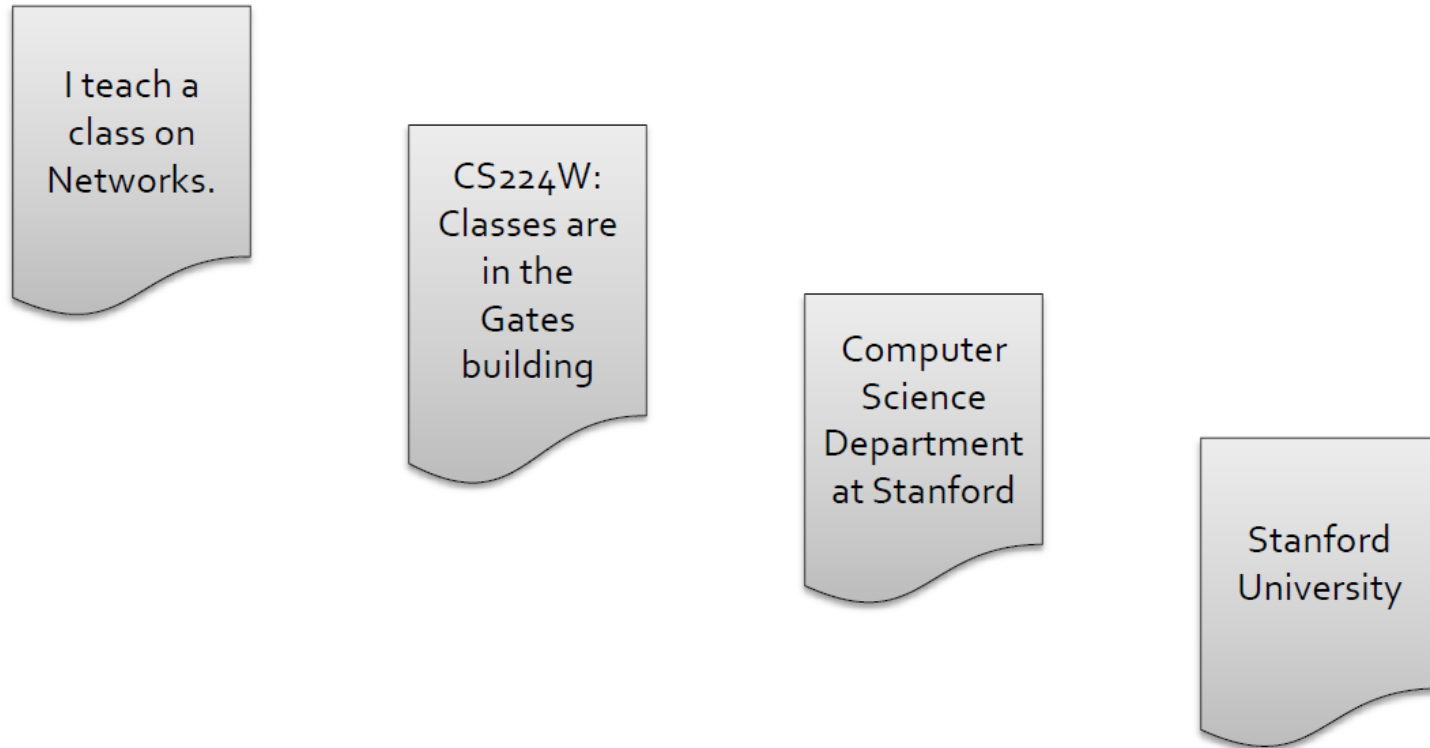 I teach a
class on
Networks.
CS224W:
Classes are
in the
Gates
building
Computer
Science
Department
at Stanford
Stanford
University